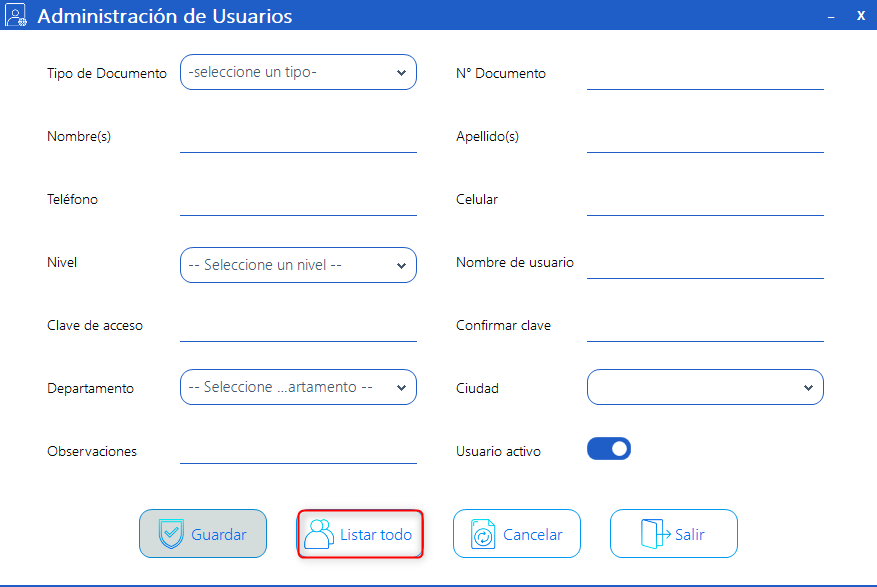 Administración de Usuarios
– X
Tipo de Documento -seleccione un tipo- N° Documento
Nombre(s) Apellido(s)
Teléfono Celular
Nivel -- Seleccione un nivel -- Nombre de usuario
Clave de acceso Confirmar clave
Departamento -- Seleccione ...artamento -- Ciudad
Observaciones Usuario activo
Guardar Listar todo Cancelar Salir